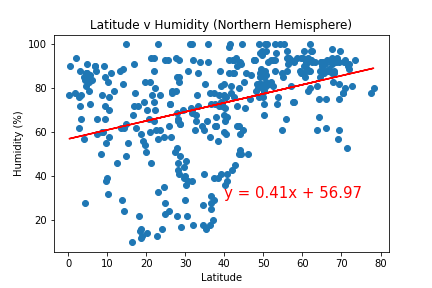 Latitude v Humidity (Northern Hemisphere)
100
80
60
40
20
Humidity (%)
y = 0.41x + 56.97
0 10 20 30 40 50 60 70 80
Latitude